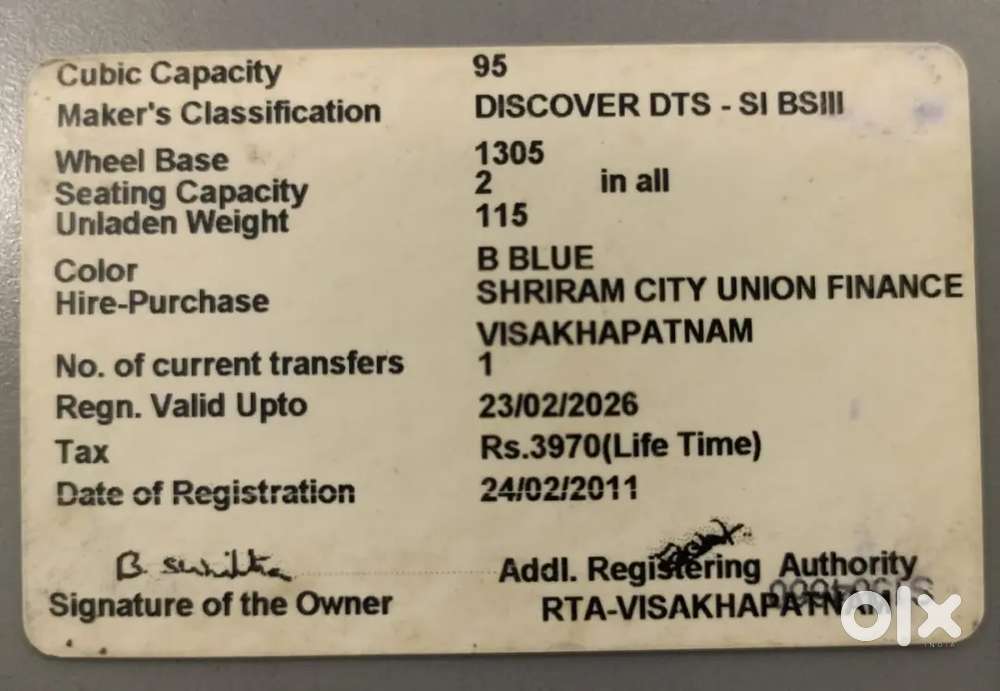 Cubic Capacity 95
Maker's Classification DISCOVER DTS - SI BSIII
Wheel Base 1305
Seating Capacity 2 in all
Unladen Weight 115
Color B BLUE
Hire-Purchase SHRIRAM CITY UNION FINANCE
VISAKHAPATNAM
No. of current transfers 1
Regn. Valid Upto 23/02/2026
Tax Rs.3970(Life Time)
Date of Registration 24/02/2011
B.
Addl. Registering Authority
Signature of the Owner RTA-VISAKHAPATNAM
olx
INDIA